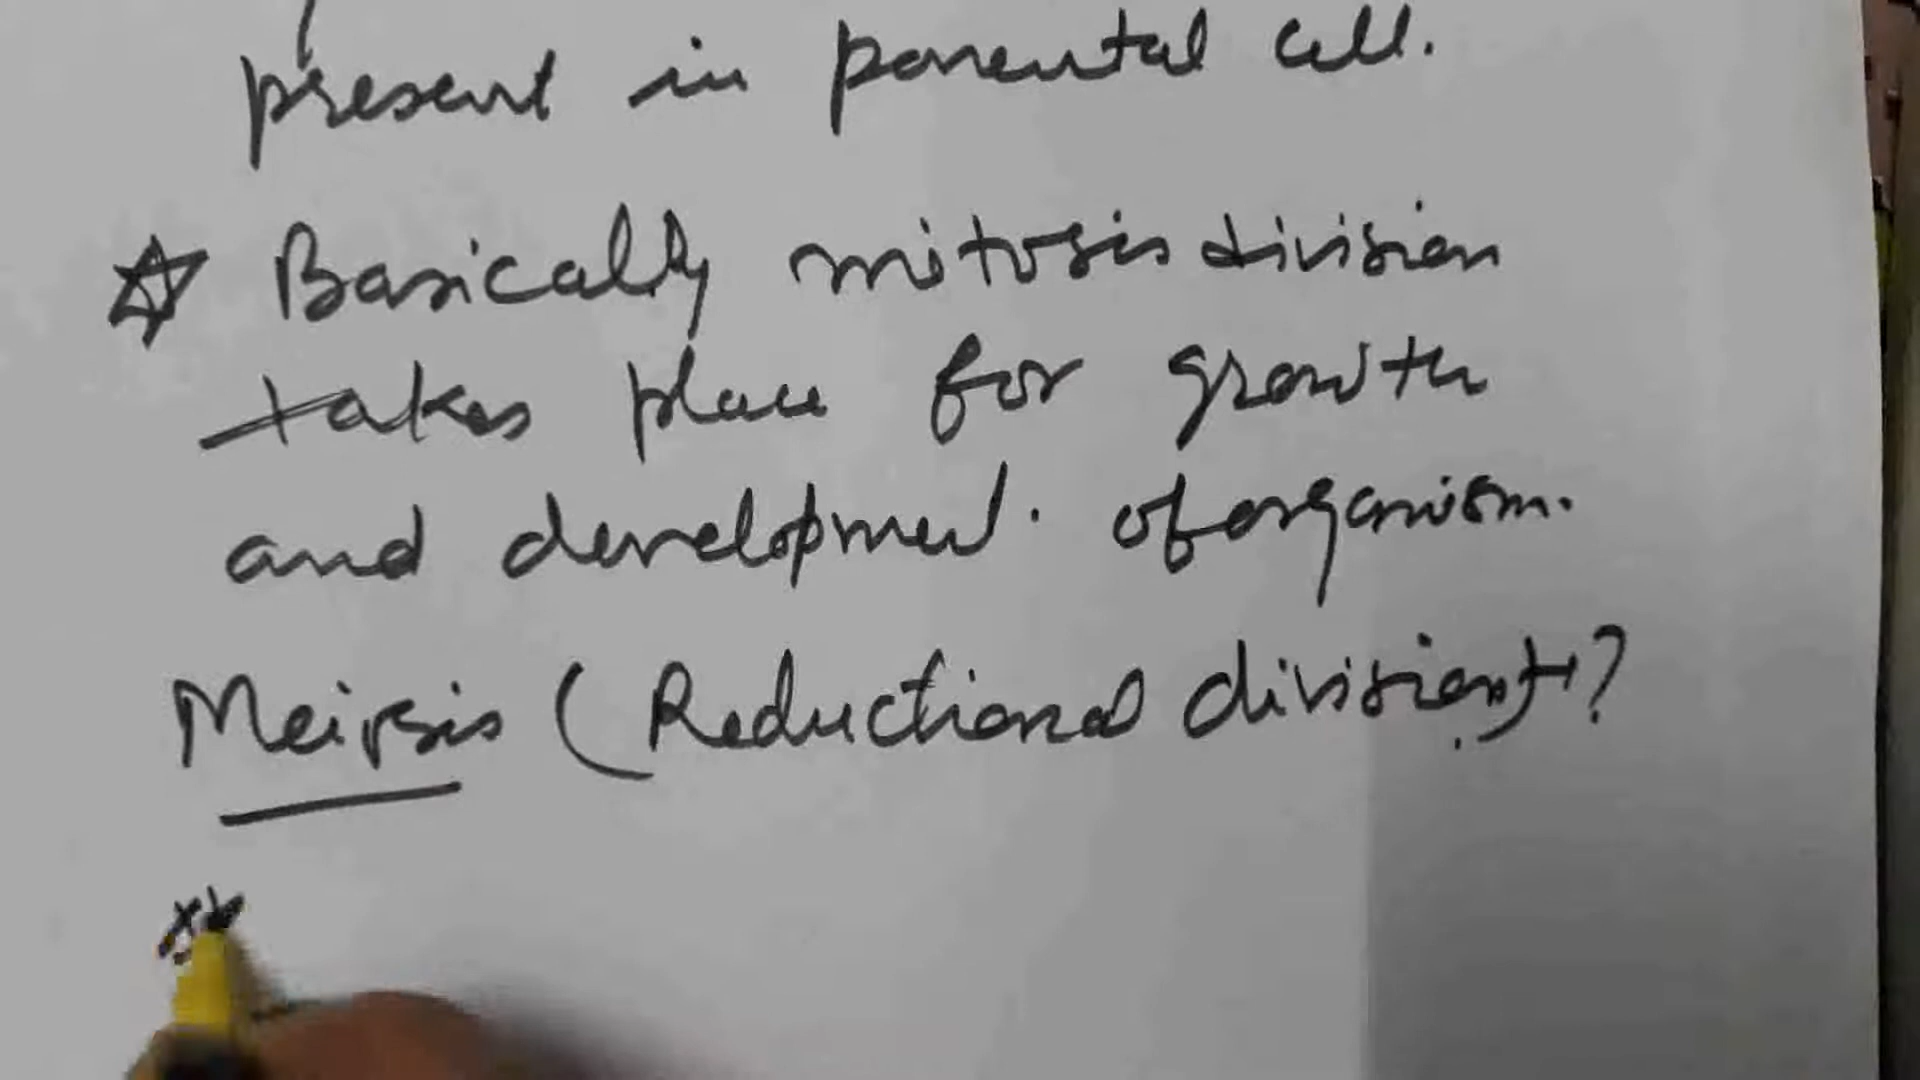 present in parental cell.
☆ Basically mitosis division
takes place for growth
and development. of organism.
Meiosis (Reductional division)-?